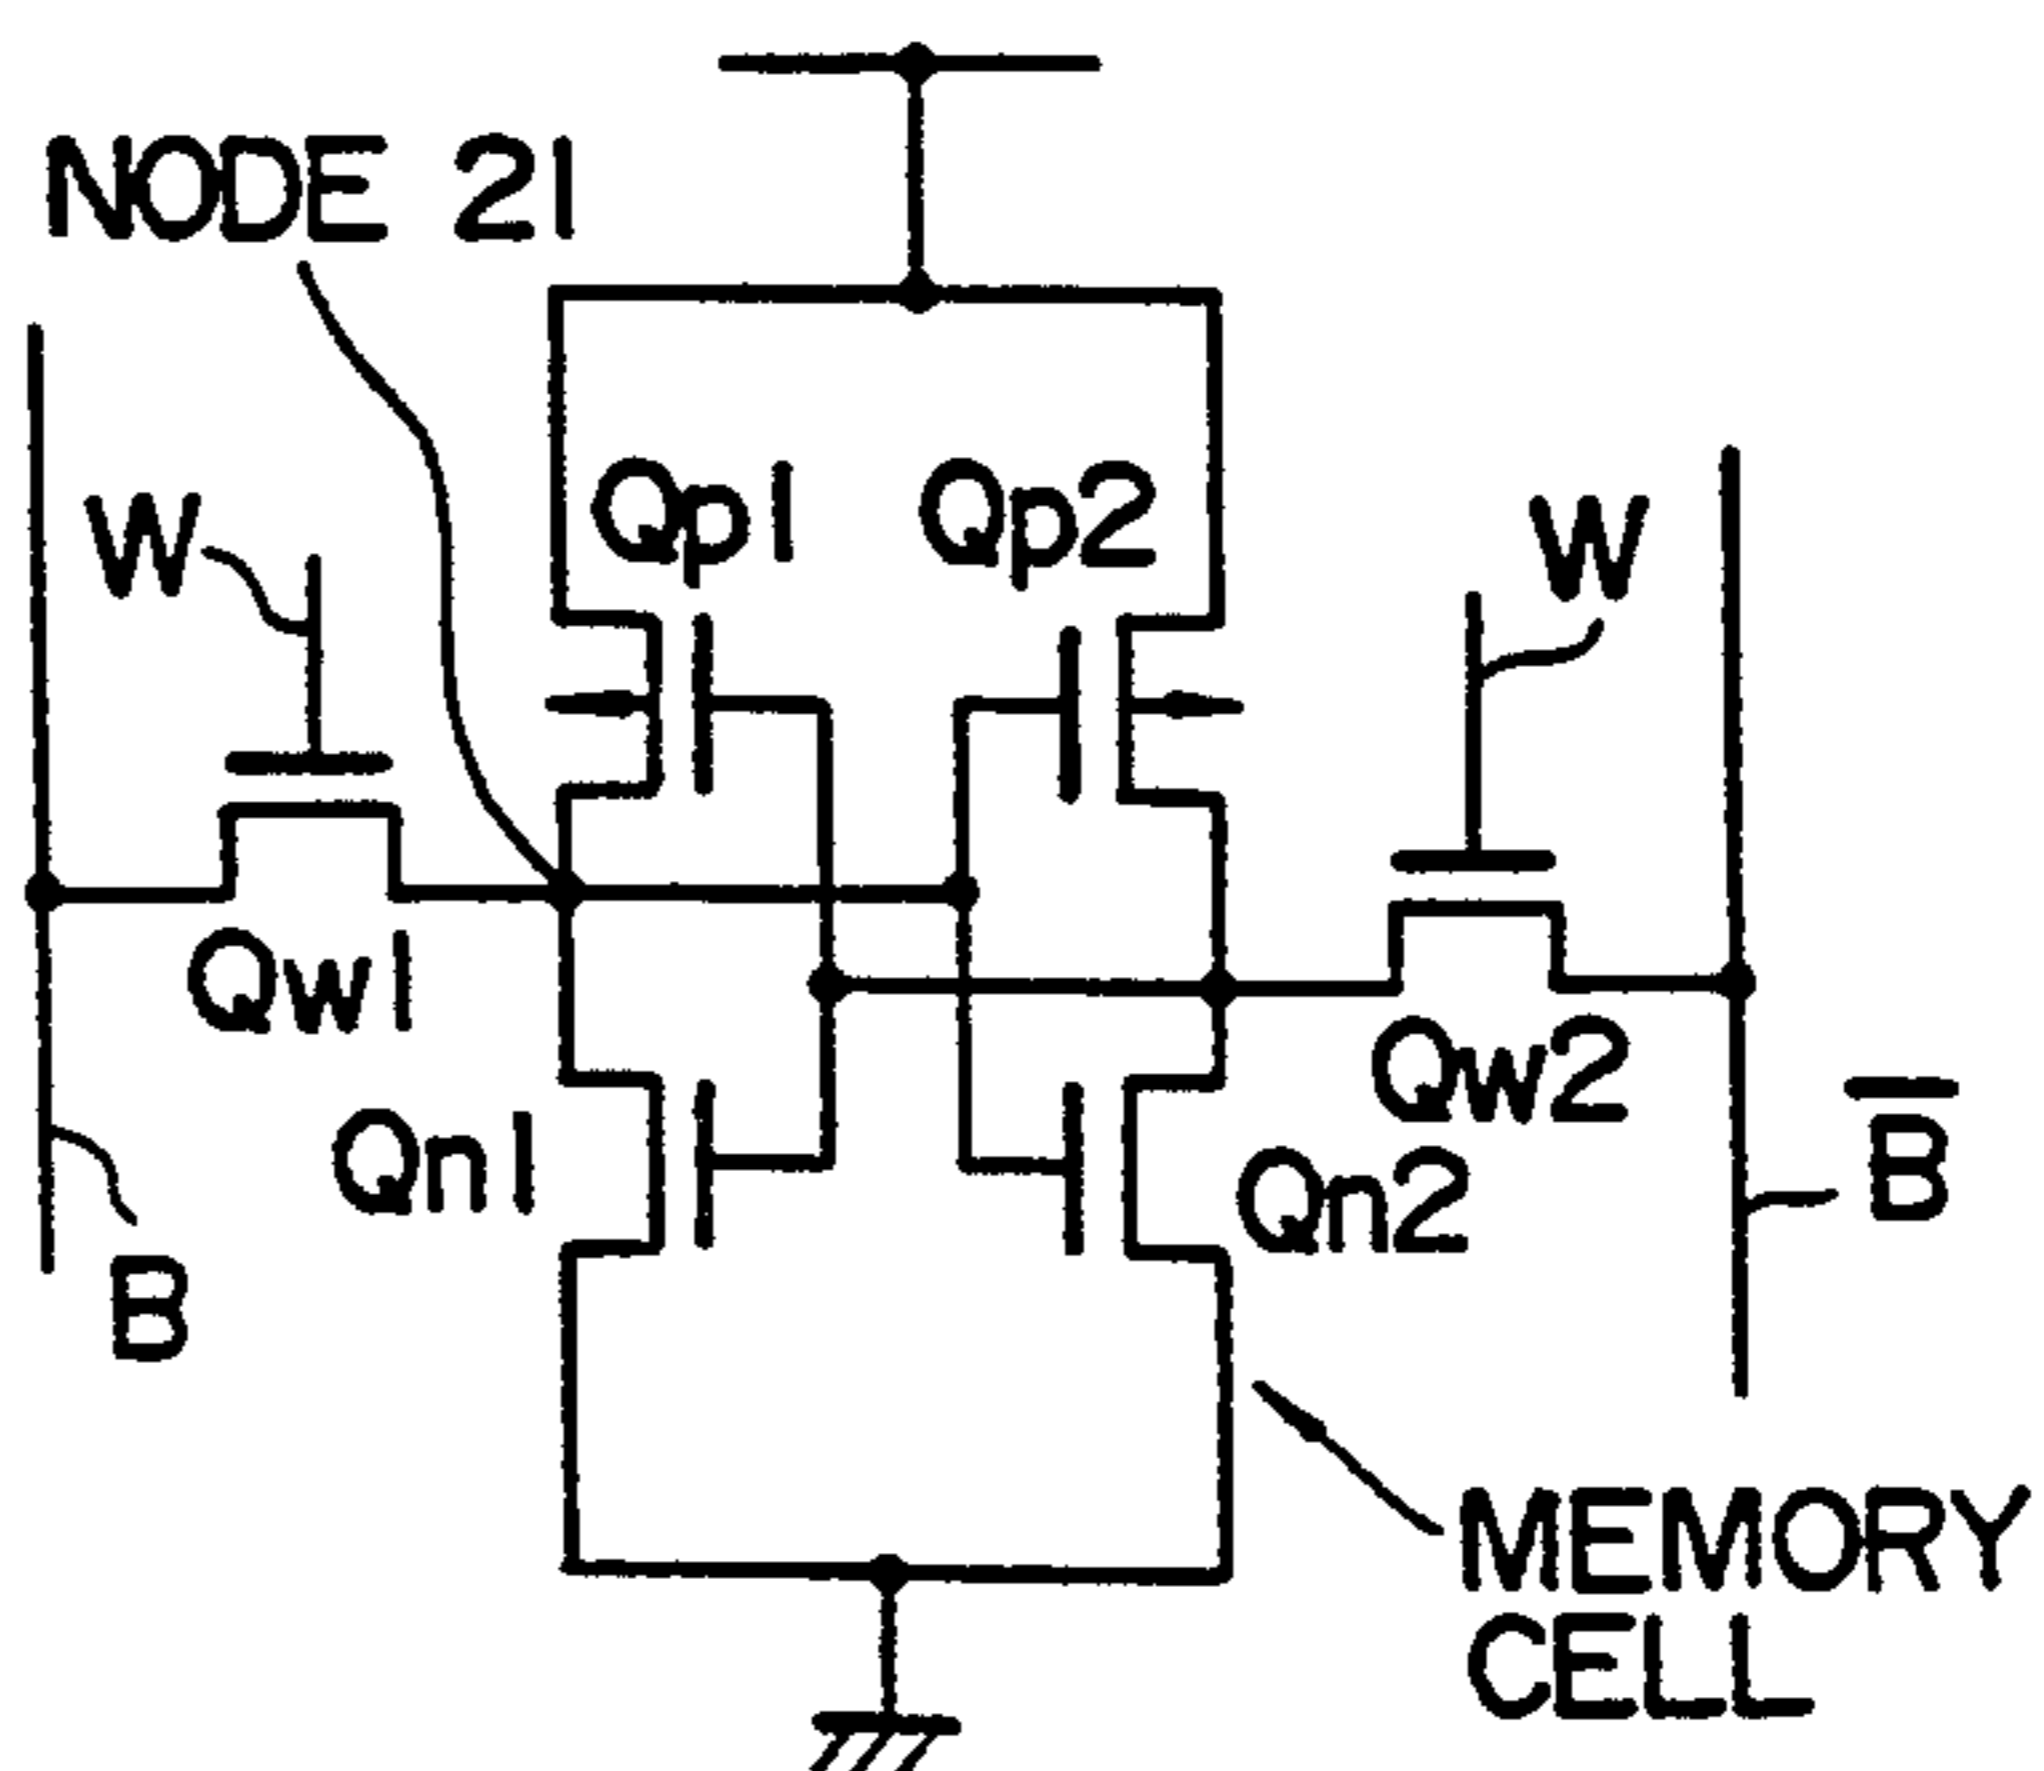 NODE 21
Qp1
Qp2
W
W
Qw1
Qw2
Qn1
Qn2
B̅
B
MEMORY
CELL